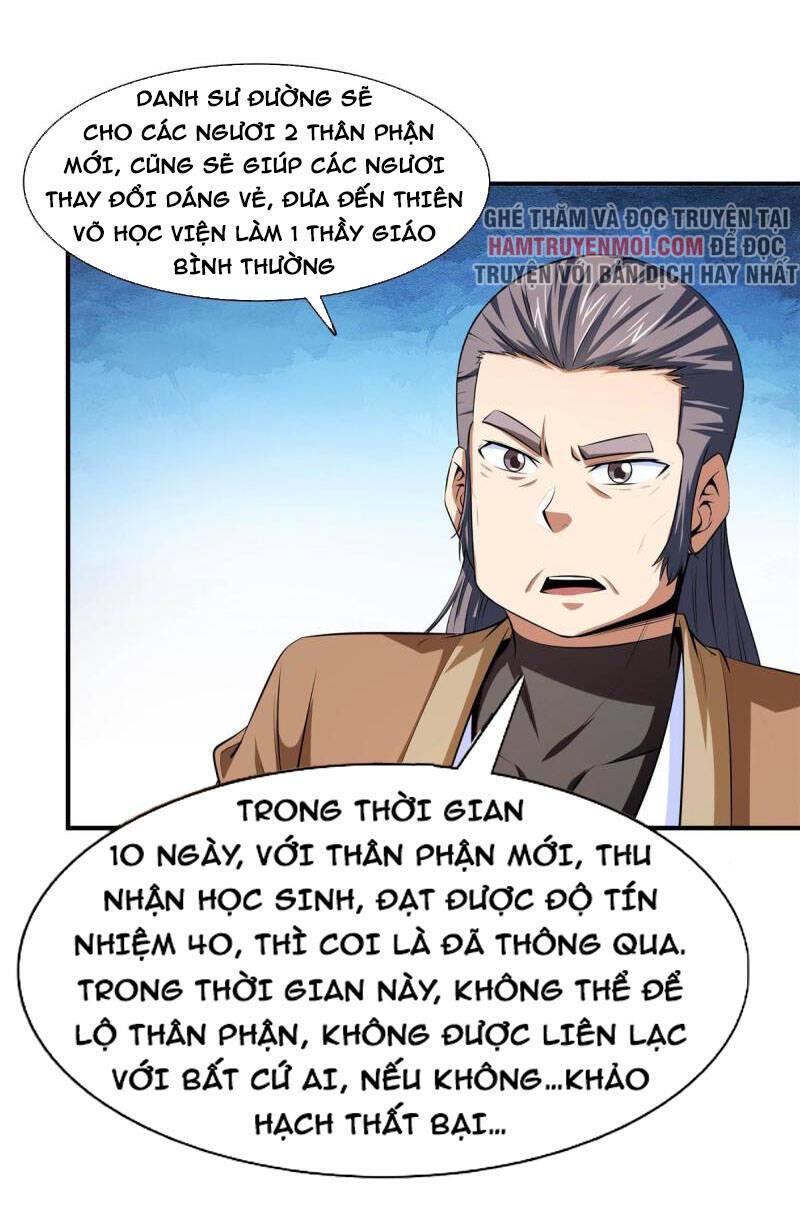 DANH SƯ ĐƯỜNG SẼ
CHO CÁC NGƯƠI 2 THÂN PHẬN
MỚI, CŨNG SẼ GIÚP CÁC NGƯƠI
THAY ĐỔI DÁNG VẺ, ĐƯA ĐẾN THIÊN
VÕ HỌC VIỆN LÀM 1 THẦY GIÁO
BÌNH THƯỜNG
GHÉ THĂM VÀ ĐỌC TRUYỆN TẠI
HAMTRUYENMOI.COM ĐỂ ĐỌC
TRUYỆN VỚI BẢN DỊCH HAY NHẤT
TRONG THỜI GIAN
10 NGÀY, VỚI THÂN PHẬN MỚI, THU
NHẬN HỌC SINH, ĐẠT ĐƯỢC ĐỘ TÍN
NHIỆM 40, THÌ COI LÀ ĐÃ THÔNG QUA.
TRONG THỜI GIAN NÀY, KHÔNG THỂ ĐỂ
LỘ THÂN PHẬN, KHÔNG ĐƯỢC LIÊN LẠC
VỚI BẤT CỨ AI, NẾU KHÔNG...KHẢO
HẠCH THẤT BẠI...